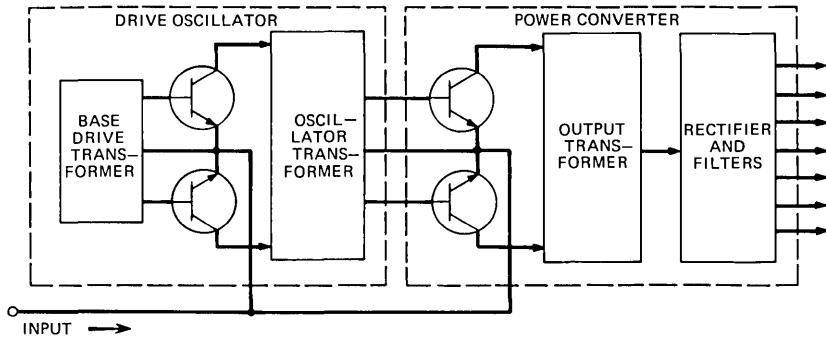 DRIVE OSCILLATOR
POWER CONVERTER
BASE
DRIVE
TRANS-
FORMER
OSCIL-
LATOR
TRANS-
FORMER
OUTPUT
TRANS-
FORMER
RECTIFIER
AND
FILTERS
INPUT